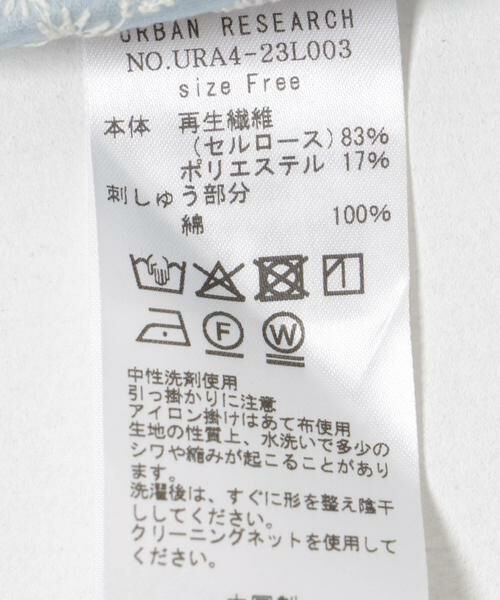 URBAN RESEARCH
NO.URA4-23L003
size Free
本体 再生繊維
(セルロース)83%
ポリエステル 17%
刺しゅう部分
綿 100%
F W
中性洗剤使用
引っ掛かりに注意
アイロン掛けはあて布使用
生地の性質上、水洗いで多少の
シワや縮みが起こることがあり
ます。
洗濯後は、すぐに形を整え陰干
ししてください。
クリーニングネットを使用して
ください。